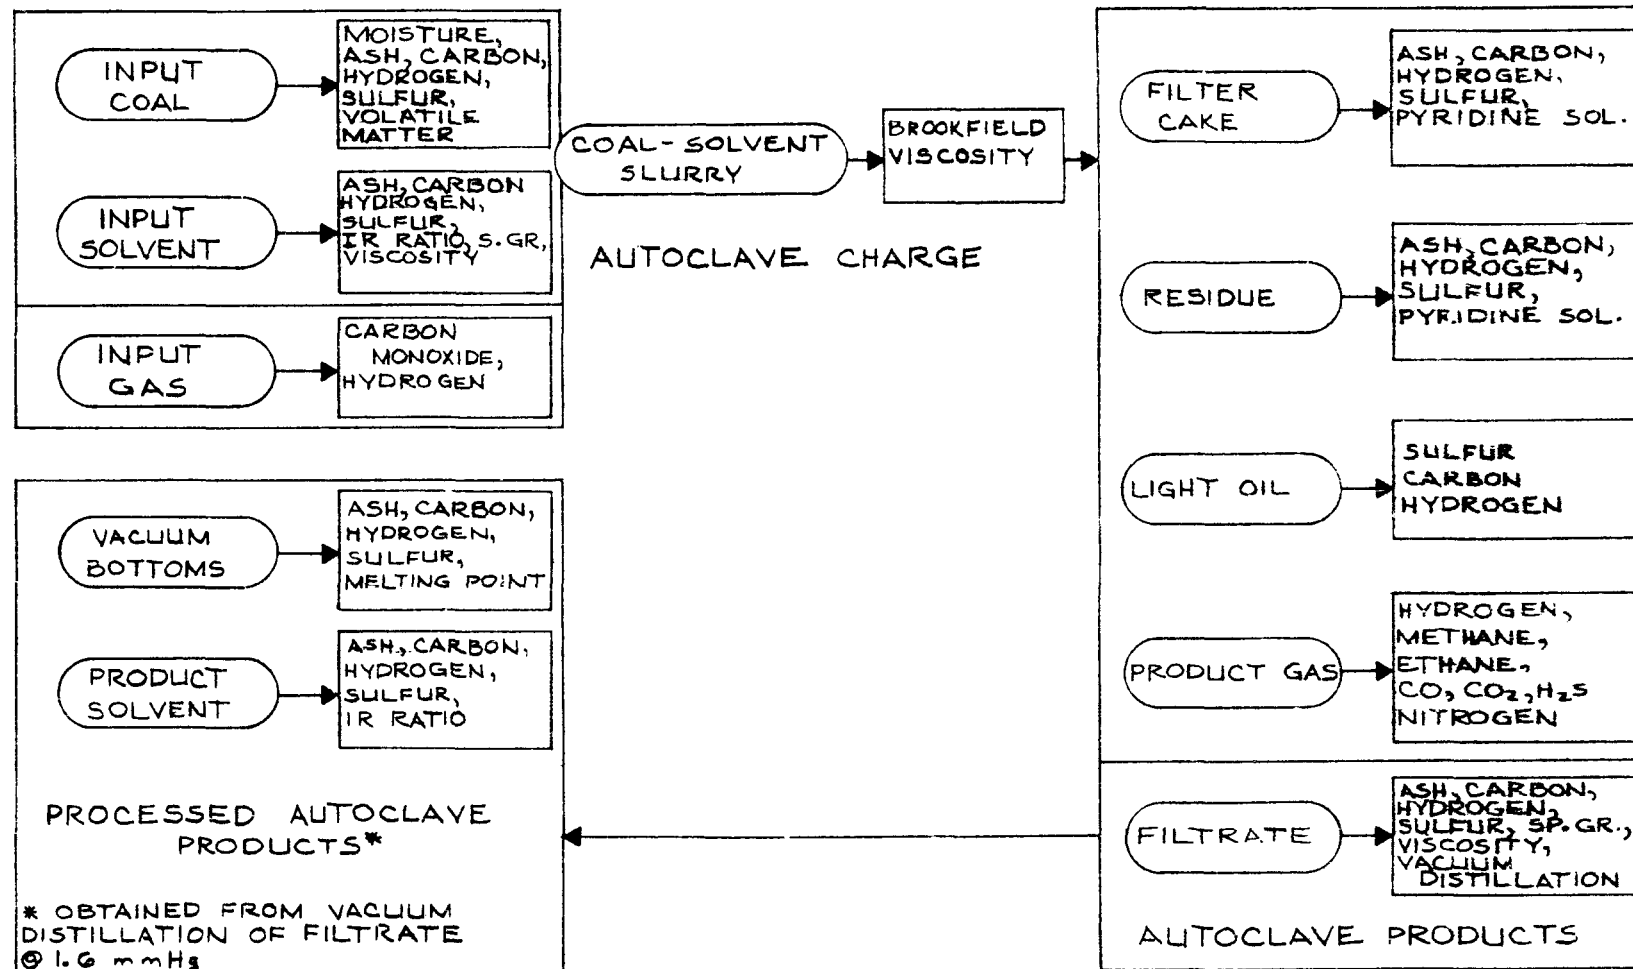 INPUT
COAL
MOISTURE,
ASH, CARBON,
HYDROGEN,
SULFUR,
VOLATILE
MATTER
INPUT
SOLVENT
ASH, CARBON
HYDROGEN,
SULFUR,
IR RATIO, S.GR,
VISCOSITY
INPUT
GAS
CARBON
MONOXIDE,
HYDROGEN
COAL-SOLVENT
SLURRY
BROOKFIELD
VISCOSITY
AUTOCLAVE CHARGE
FILTER
CAKE
ASH, CARBON,
HYDROGEN,
SULFUR,
PYRIDINE SOL.
RESIDUE
ASH, CARBON,
HYDROGEN,
SULFUR,
PYRIDINE SOL.
LIGHT OIL
SULFUR
CARBON
HYDROGEN
PRODUCT GAS
HYDROGEN,
METHANE,
ETHANE,
CO, CO₂, H₂S
NITROGEN
FILTRATE
ASH, CARBON,
HYDROGEN,
SULFUR, SP.GR.,
VISCOSITY,
VACUUM
DISTILLATION
AUTOCLAVE PRODUCTS
VACUUM
BOTTOMS
ASH, CARBON,
HYDROGEN,
SULFUR,
MELTING POINT
PRODUCT
SOLVENT
ASH, CARBON,
HYDROGEN,
SULFUR,
IR RATIO
PROCESSED AUTOCLAVE
PRODUCTS*
* OBTAINED FROM VACUUM
DISTILLATION OF FILTRATE
@ 1.6 mmHg